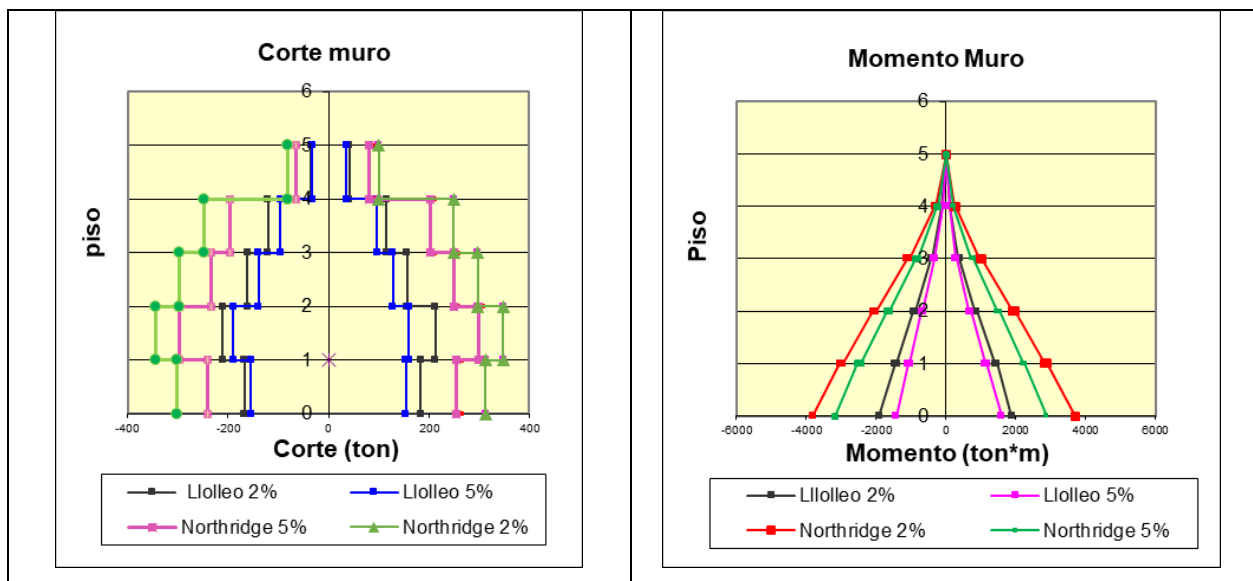 Corte muro
6
5
4
3
2
1
0
-400
-200
0
200
400
piso
Corte (ton)
Llolleo 2%
Llolleo 5%
Northridge 5%
Northridge 2%
Momento Muro
6
5
4
3
2
1
0
-6000
-4000
-2000
0
2000
4000
6000
Piso
Momento (ton*m)
Lllolleo 2%
Llolleo 5%
Northridge 2%
Northridge 5%